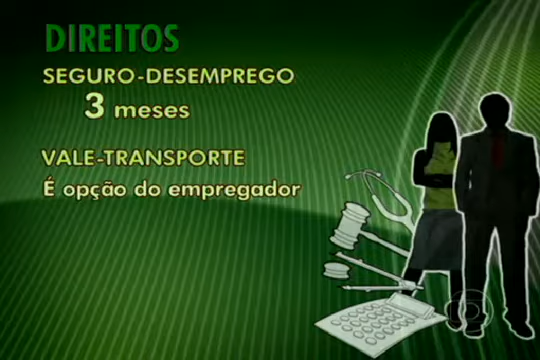 DIREITOS
SEGURO-DESEMPREGO
3 meses
VALE-TRANSPORTE
É opção do empregador